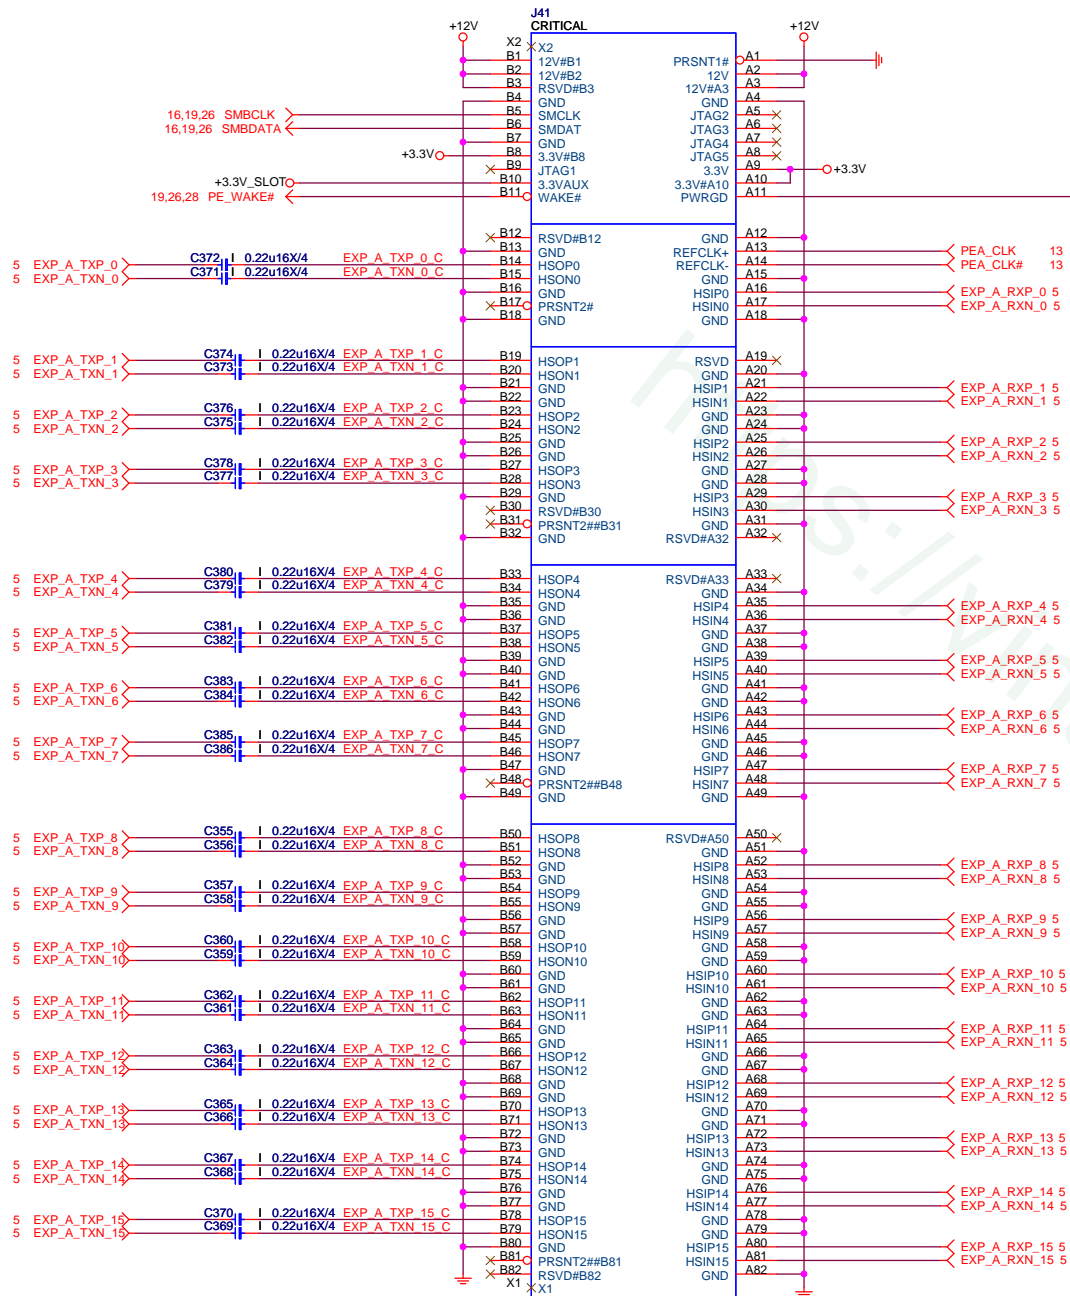 J41
CRITICAL
+12V +12V
X2 X2
B1 12V#B1 PRSNT1# A1
B2 12V#B2 12V A2
B3 RSVD#B3 12V#A3 A3
B4 GND GND A4
16,19,26 SMBCLK B5 SMCLK JTAG2 A5
16,19,26 SMBDATA B6 SMDAT JTAG3 A6
B7 GND JTAG4 A7
+3.3V B8 3.3V#B8 JTAG5 A8
B9 JTAG1 3.3V A9 +3.3V
+3.3V_SLOT B10 3.3VAUX 3.3V#A10 A10
19,26,28 PE_WAKE# B11 WAKE# PWRGD A11
B12 RSVD#B12 GND A12
B13 GND REFCLK+ A13 PEA_CLK 13
5 EXP_A_TXP_0 C372 I 0.22u16X/4 EXP_A_TXP_0_C B14 HSOP0 REFCLK- A14 PEA_CLK# 13
5 EXP_A_TXN_0 C371 I 0.22u16X/4 EXP_A_TXN_0_C B15 HSON0 GND A15
B16 GND HSIP0 A16 EXP_A_RXP_0 5
B17 PRSNT2# HSIN0 A17 EXP_A_RXN_0 5
B18 GND GND A18
5 EXP_A_TXP_1 C374 I 0.22u16X/4 EXP_A_TXP_1_C B19 HSOP1 RSVD A19
5 EXP_A_TXN_1 C373 I 0.22u16X/4 EXP_A_TXN_1_C B20 HSON1 GND A20
B21 GND HSIP1 A21 EXP_A_RXP_1 5
B22 GND HSIN1 A22 EXP_A_RXN_1 5
5 EXP_A_TXP_2 C376 I 0.22u16X/4 EXP_A_TXP_2_C B23 HSOP2 GND A23
5 EXP_A_TXN_2 C375 I 0.22u16X/4 EXP_A_TXN_2_C B24 HSON2 GND A24
B25 GND HSIP2 A25 EXP_A_RXP_2 5
B26 GND HSIN2 A26 EXP_A_RXN_2 5
5 EXP_A_TXP_3 C378 I 0.22u16X/4 EXP_A_TXP_3_C B27 HSOP3 GND A27
5 EXP_A_TXN_3 C377 I 0.22u16X/4 EXP_A_TXN_3_C B28 HSON3 GND A28
B29 GND HSIP3 A29 EXP_A_RXP_3 5
B30 RSVD#B30 HSIN3 A30 EXP_A_RXN_3 5
B31 PRSNT2##B31 GND A31
B32 GND RSVD#A32 A32
5 EXP_A_TXP_4 C380 I 0.22u16X/4 EXP_A_TXP_4_C B33 HSOP4 RSVD#A33 A33
5 EXP_A_TXN_4 C379 I 0.22u16X/4 EXP_A_TXN_4_C B34 HSON4 GND A34
B35 GND HSIP4 A35 EXP_A_RXP_4 5
B36 GND HSIN4 A36 EXP_A_RXN_4 5
5 EXP_A_TXP_5 C381 I 0.22u16X/4 EXP_A_TXP_5_C B37 HSOP5 GND A37
5 EXP_A_TXN_5 C382 I 0.22u16X/4 EXP_A_TXN_5_C B38 HSON5 GND A38
B39 GND HSIP5 A39 EXP_A_RXP_5 5
B40 GND HSIN5 A40 EXP_A_RXN_5 5
5 EXP_A_TXP_6 C383 I 0.22u16X/4 EXP_A_TXP_6_C B41 HSOP6 GND A41
5 EXP_A_TXN_6 C384 I 0.22u16X/4 EXP_A_TXN_6_C B42 HSON6 GND A42
B43 GND HSIP6 A43 EXP_A_RXP_6 5
B44 GND HSIN6 A44 EXP_A_RXN_6 5
5 EXP_A_TXP_7 C385 I 0.22u16X/4 EXP_A_TXP_7_C B45 HSOP7 GND A45
5 EXP_A_TXN_7 C386 I 0.22u16X/4 EXP_A_TXN_7_C B46 HSON7 GND A46
B47 GND HSIP7 A47 EXP_A_RXP_7 5
B48 PRSNT2##B48 HSIN7 A48 EXP_A_RXN_7 5
B49 GND GND A49
5 EXP_A_TXP_8 C355 I 0.22u16X/4 EXP_A_TXP_8_C B50 HSOP8 RSVD#A50 A50
5 EXP_A_TXN_8 C356 I 0.22u16X/4 EXP_A_TXN_8_C B51 HSON8 GND A51
B52 GND HSIP8 A52 EXP_A_RXP_8 5
B53 GND HSIN8 A53 EXP_A_RXN_8 5
5 EXP_A_TXP_9 C357 I 0.22u16X/4 EXP_A_TXP_9_C B54 HSOP9 GND A54
5 EXP_A_TXN_9 C358 I 0.22u16X/4 EXP_A_TXN_9_C B55 HSON9 GND A55
B56 GND HSIP9 A56 EXP_A_RXP_9 5
B57 GND HSIN9 A57 EXP_A_RXN_9 5
5 EXP_A_TXP_10 C360 I 0.22u16X/4 EXP_A_TXP_10_C B58 HSOP10 GND A58
5 EXP_A_TXN_10 C359 I 0.22u16X/4 EXP_A_TXN_10_C B59 HSON10 GND A59
B60 GND HSIP10 A60 EXP_A_RXP_10 5
B61 GND HSIN10 A61 EXP_A_RXN_10 5
5 EXP_A_TXP_11 C362 I 0.22u16X/4 EXP_A_TXP_11_C B62 HSOP11 GND A62
5 EXP_A_TXN_11 C361 I 0.22u16X/4 EXP_A_TXN_11_C B63 HSON11 GND A63
B64 GND HSIP11 A64 EXP_A_RXP_11 5
B65 GND HSIN11 A65 EXP_A_RXN_11 5
5 EXP_A_TXP_12 C363 I 0.22u16X/4 EXP_A_TXP_12_C B66 HSOP12 GND A66
5 EXP_A_TXN_12 C364 I 0.22u16X/4 EXP_A_TXN_12_C B67 HSON12 GND A67
B68 GND HSIP12 A68 EXP_A_RXP_12 5
B69 GND HSIN12 A69 EXP_A_RXN_12 5
5 EXP_A_TXP_13 C365 I 0.22u16X/4 EXP_A_TXP_13_C B70 HSOP13 GND A70
5 EXP_A_TXN_13 C366 I 0.22u16X/4 EXP_A_TXN_13_C B71 HSON13 GND A71
B72 GND HSIP13 A72 EXP_A_RXP_13 5
B73 GND HSIN13 A73 EXP_A_RXN_13 5
5 EXP_A_TXP_14 C367 I 0.22u16X/4 EXP_A_TXP_14_C B74 HSOP14 GND A74
5 EXP_A_TXN_14 C368 I 0.22u16X/4 EXP_A_TXN_14_C B75 HSON14 GND A75
B76 GND HSIP14 A76 EXP_A_RXP_14 5
B77 GND HSIN14 A77 EXP_A_RXN_14 5
5 EXP_A_TXP_15 C370 I 0.22u16X/4 EXP_A_TXP_15_C B78 HSOP15 GND A78
5 EXP_A_TXN_15 C369 I 0.22u16X/4 EXP_A_TXN_15_C B79 HSON15 GND A79
B80 GND HSIP15 A80 EXP_A_RXP_15 5
B81 PRSNT2##B81 HSIN15 A81 EXP_A_RXN_15 5
B82 RSVD#B82 GND A82
X1 X1